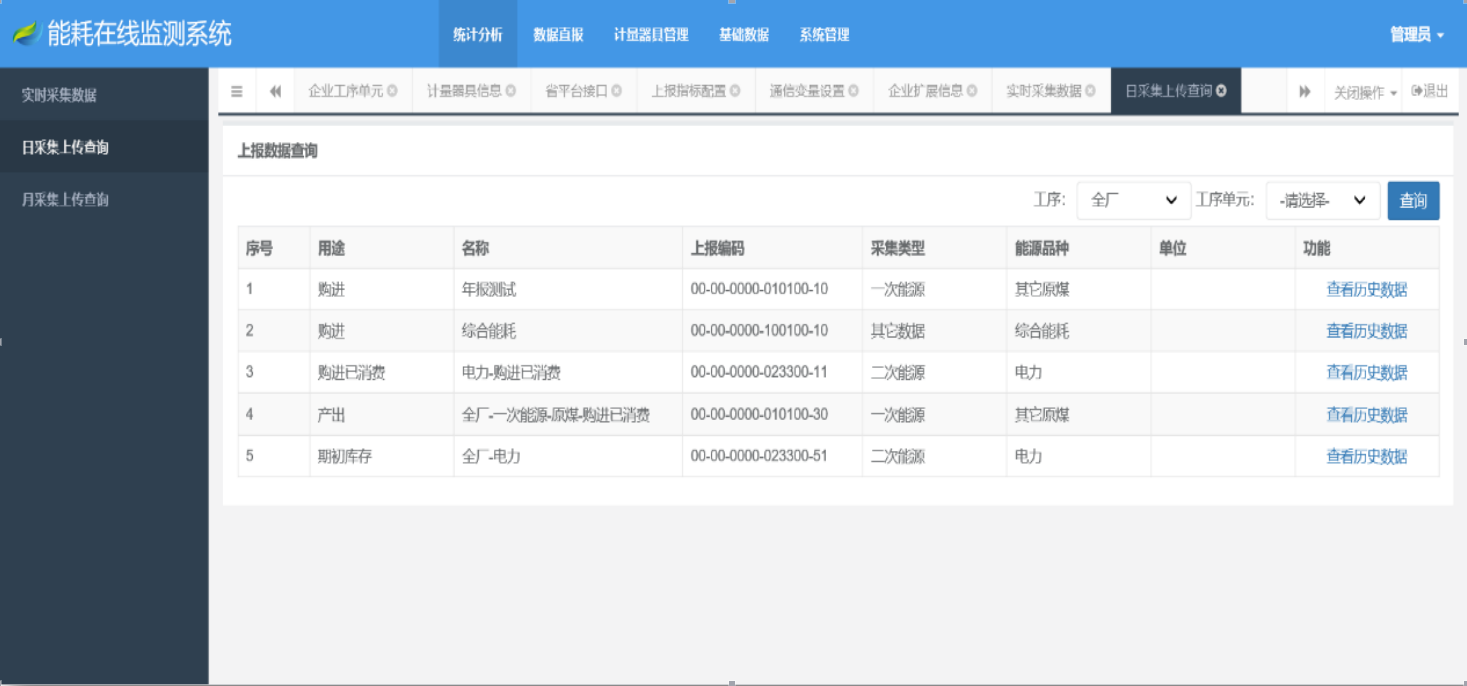 能耗在线监测系统
统计分析 数据直报 计量器具管理 基础数据 系统管理
管理员
实时采集数据
日采集上传查询
月采集上传查询
企业工序单元 计量器具信息 省平台接口 上报指标配置 通信变量设置 企业扩展信息 实时采集数据 日采集上传查询 关闭操作 退出
上报数据查询
工序： 全厂 工序单元： -请选择- 查询
序号 用途 名称 上报编码 采集类型 能源品种 单位 功能
1 购进 年报测试 00-00-0000-010100-10 一次能源 其它原煤 查看历史数据
2 购进 综合能耗 00-00-0000-100100-10 其它数据 综合能耗 查看历史数据
3 购进已消费 电力-购进已消费 00-00-0000-023300-11 二次能源 电力 查看历史数据
4 产出 全厂-一次能源-原煤-购进已消费 00-00-0000-010100-30 一次能源 其它原煤 查看历史数据
5 期初库存 全厂-电力 00-00-0000-023300-51 二次能源 电力 查看历史数据